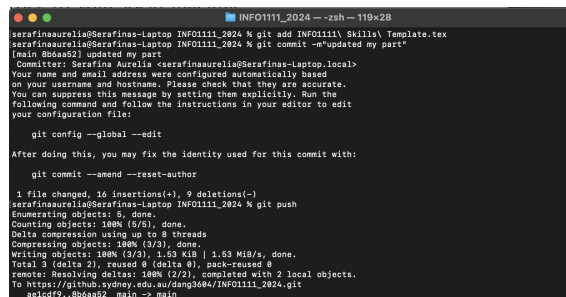 INFO1111_2024 — -zsh — 119×28
[serafinaaurelia@Serafinas-Laptop INFO1111_2024 % git add INFO1111\ Skills\ Template.tex
[serafinaaurelia@Serafinas-Laptop INFO1111_2024 % git commit -m"updated my part"
[main 8b6aa52] updated my part
Committer: Serafina Aurelia <serafinaaurelia@Serafinas-Laptop.local>
Your name and email address were configured automatically based
on your username and hostname. Please check that they are accurate.
You can suppress this message by setting them explicitly. Run the
following command and follow the instructions in your editor to edit
your configuration file:
git config --global --edit
After doing this, you may fix the identity used for this commit with:
git commit --amend --reset-author
1 file changed, 16 insertions(+), 9 deletions(-)
[serafinaaurelia@Serafinas-Laptop INFO1111_2024 % git push
Enumerating objects: 5, done.
Counting objects: 100% (5/5), done.
Delta compression using up to 8 threads
Compressing objects: 100% (3/3), done.
Writing objects: 100% (3/3), 1.53 KiB | 1.53 MiB/s, done.
Total 3 (delta 2), reused 0 (delta 0), pack-reused 0
remote: Resolving deltas: 100% (2/2), completed with 2 local objects.
To https://github.sydney.edu.au/dang3604/INFO1111_2024.git
ae1cdf9..8b6aa52 main -> main